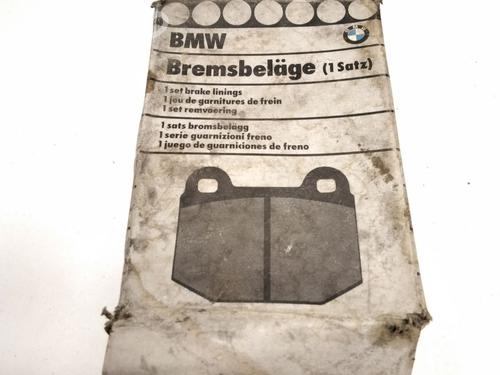 BMW
Bremsbeläge (1 Satz)
1 set brake linings
1 jeu de garnitures de frein
1 set remvoering
1 sats bromsbelägg
1 serie guarnizioni freno
1 juego de guarniciones de freno